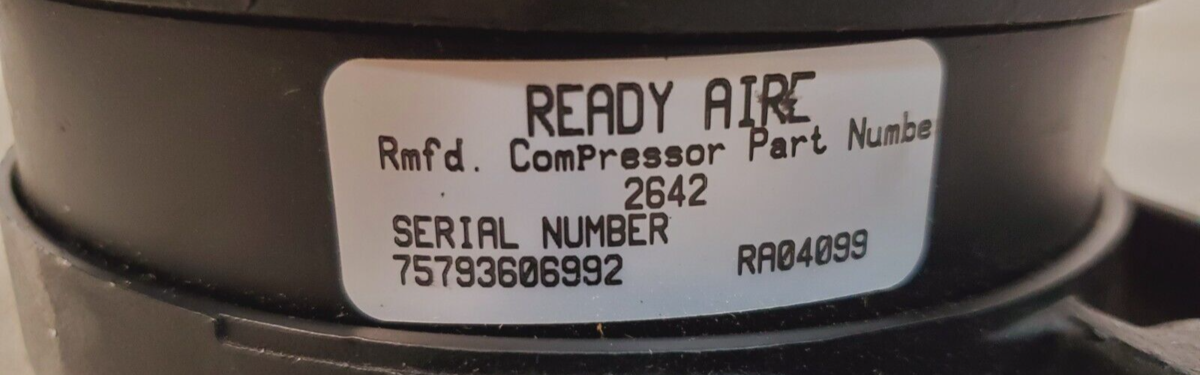 READY AIRE
Rmfd. Compressor Part Numbe
2642
SERIAL NUMBER
75793606992 RA04099